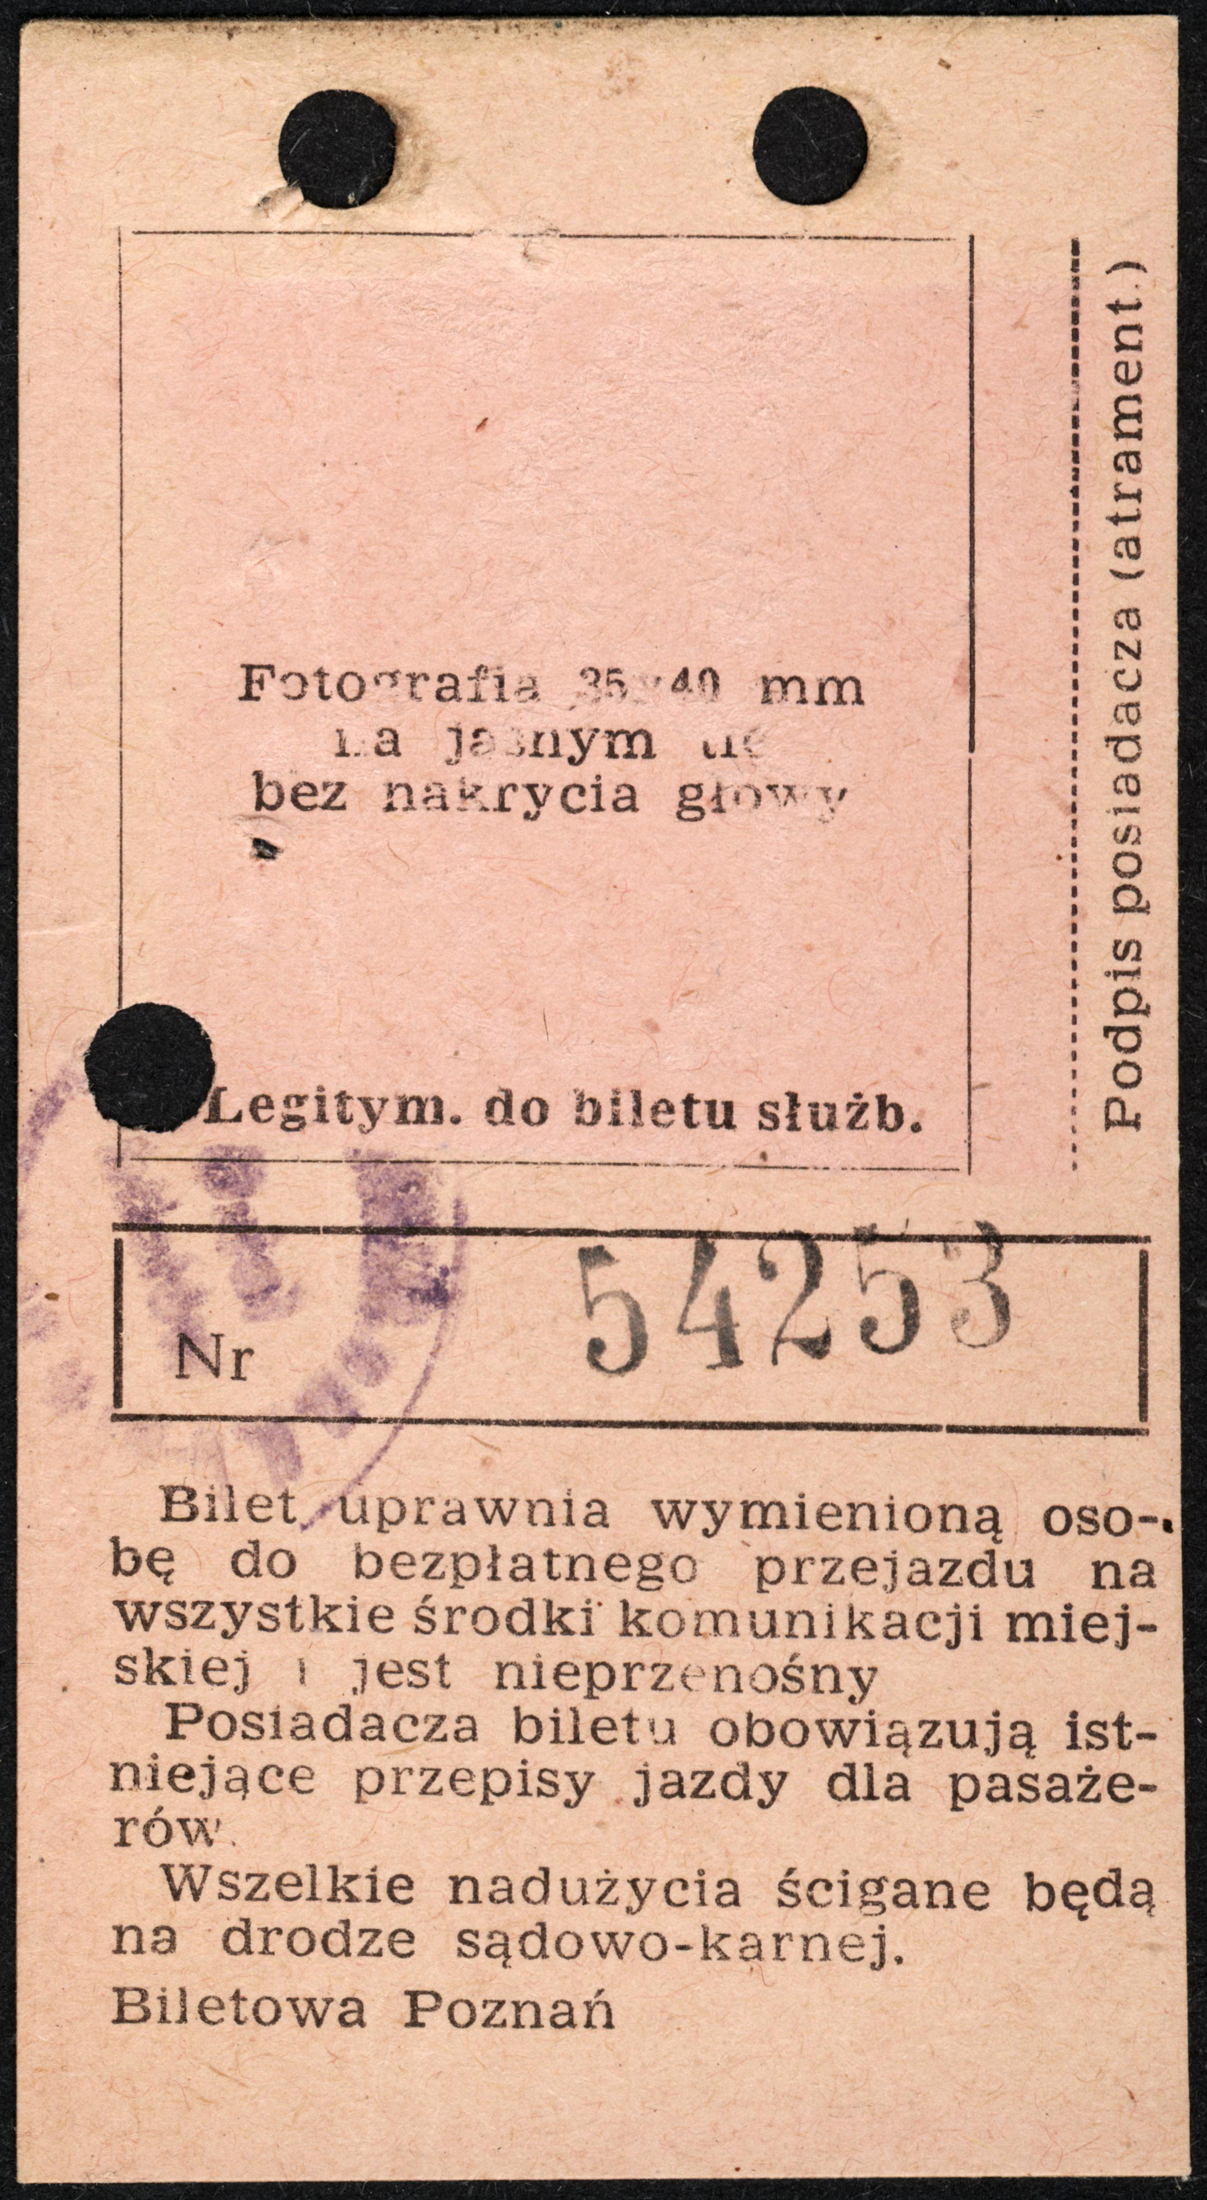 Fotografia 35x40 mm
na jasnym tle
bez nakrycia głowy
Legitym. do biletu służb.
Podpis posiadacza (atrament.)
Nr 54253
Bilet uprawnia wymienioną oso-
bę do bezpłatnego przejazdu na
wszystkie środki komunikacji miej-
skiej i jest nieprzenośny
Posiadacza biletu obowiązują ist-
niejące przepisy jazdy dla pasaże-
rów.
Wszelkie nadużycia ścigane będą
na drodze sądowo-karnej.
Biletowa Poznań